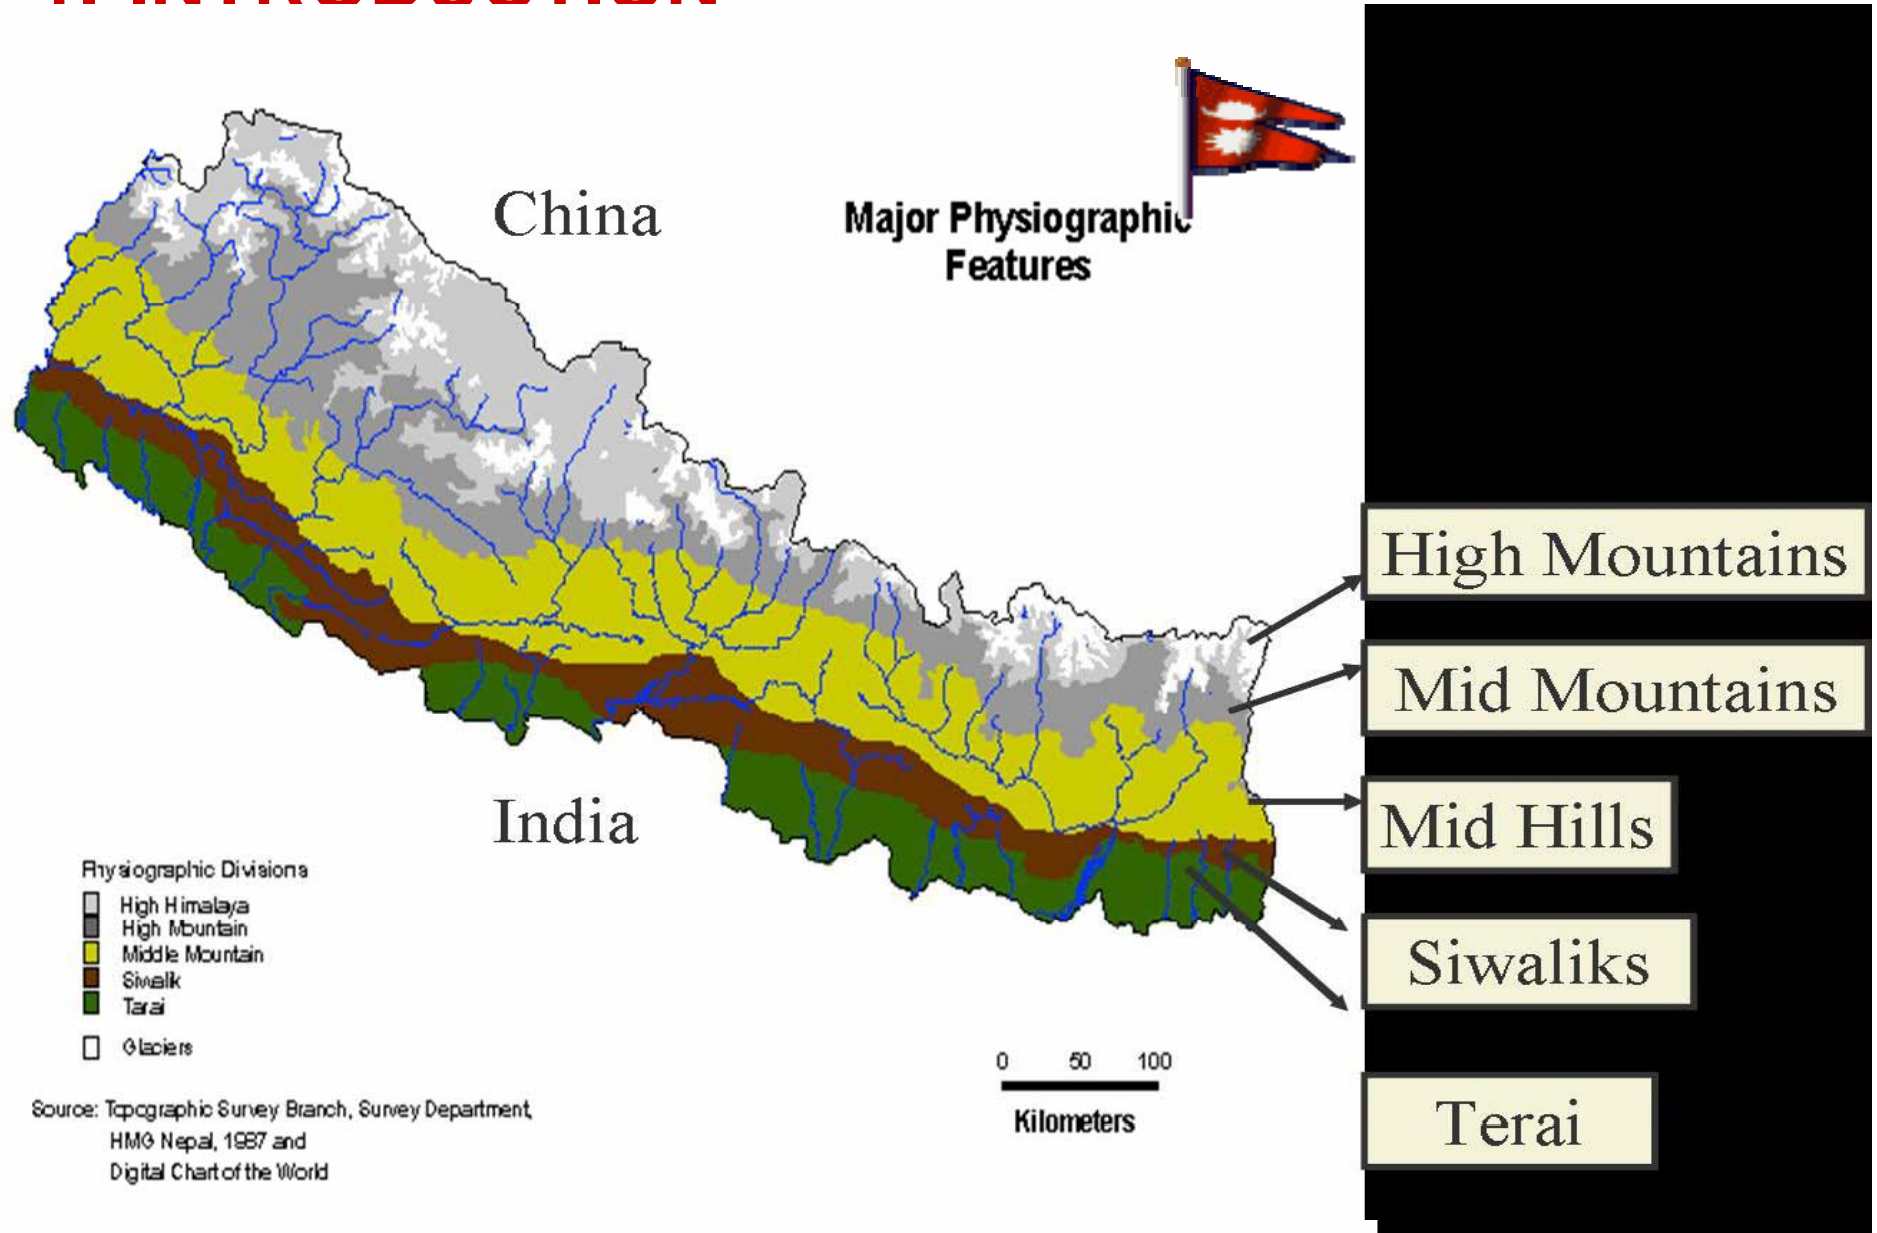 China
Major Physiographic
Features
High Mountains
Mid Mountains
Mid Hills
India
Siwaliks
Physiographic Divisions
High Himalaya
High Mountain
Middle Mountain
Siwalik
Tarai
Glaciers
0 50 100
Kilometers
Terai
Source: Topographic Survey Branch, Survey Department,
HMG Nepal, 1987 and
Digital Chart of the World